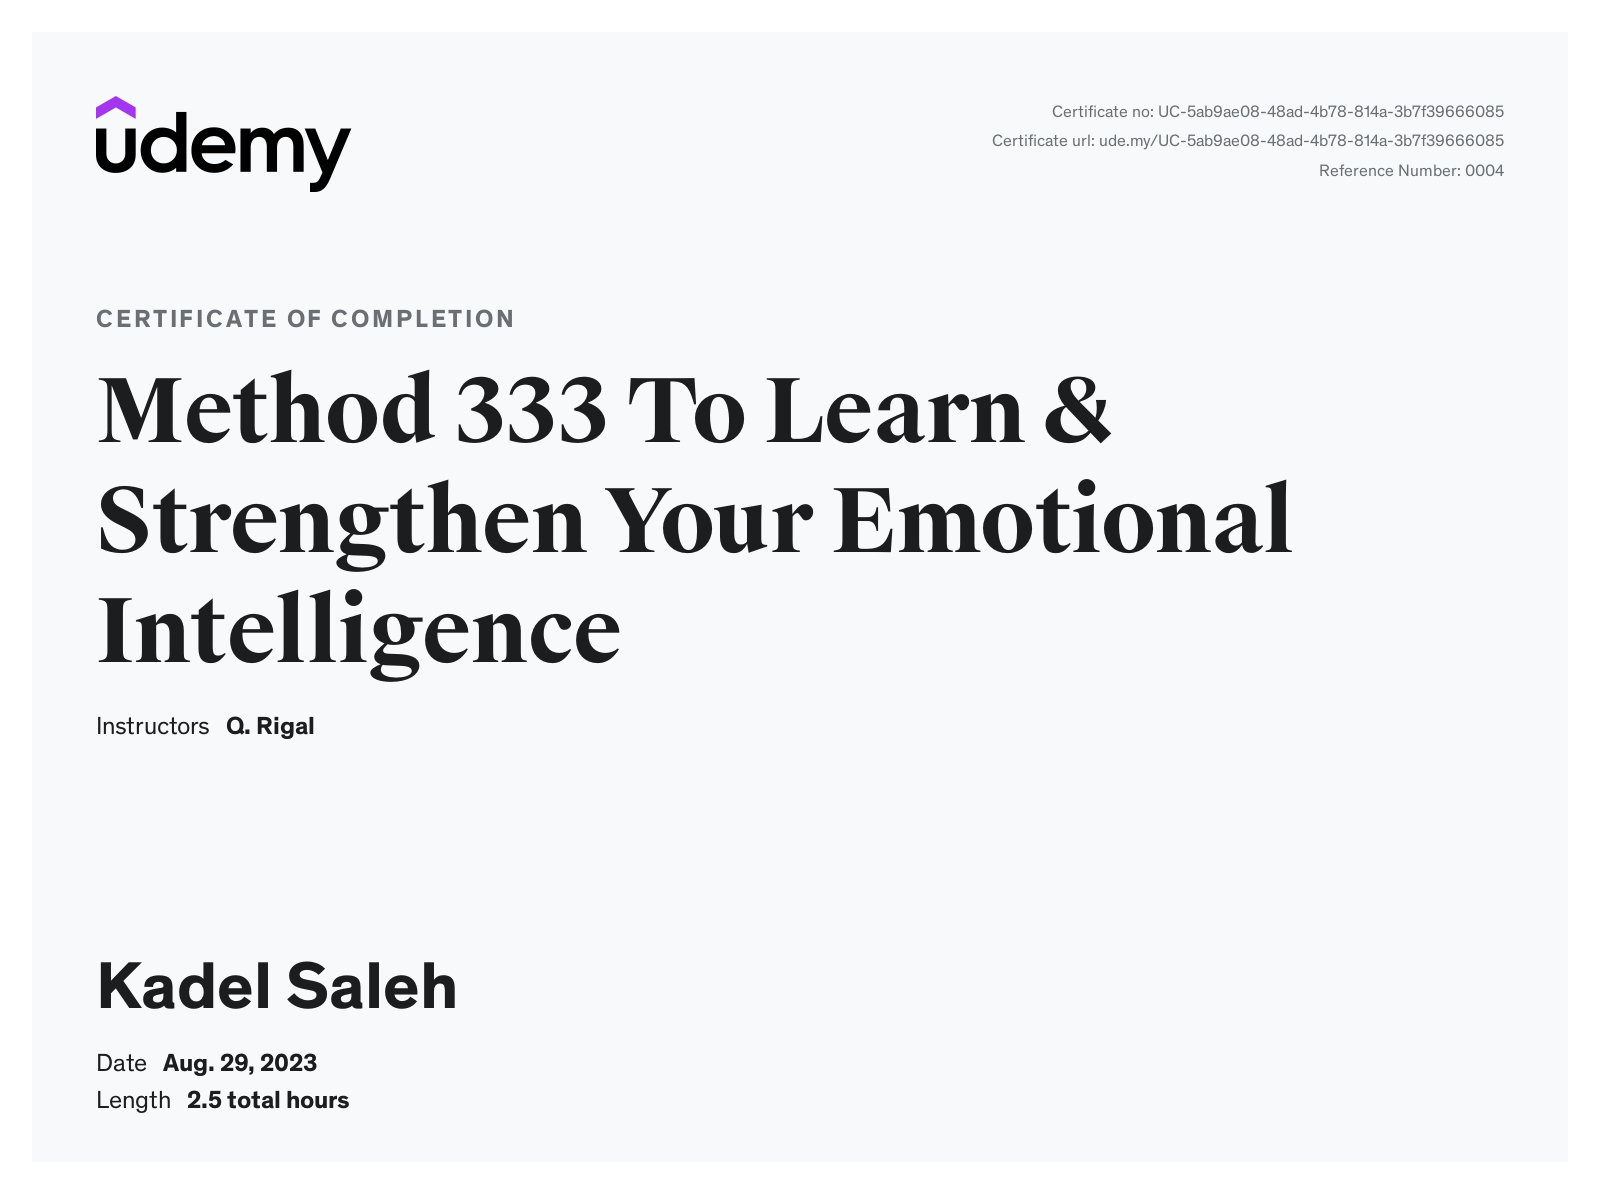 udemy
Certificate no: UC-5ab9ae08-48ad-4b78-814a-3b7f39666085
Certificate url: ude.my/UC-5ab9ae08-48ad-4b78-814a-3b7f39666085
Reference Number: 0004
CERTIFICATE OF COMPLETION
Method 333 To Learn &
Strengthen Your Emotional
Intelligence
Instructors Q. Rigal
Kadel Saleh
Date Aug. 29, 2023
Length 2.5 total hours